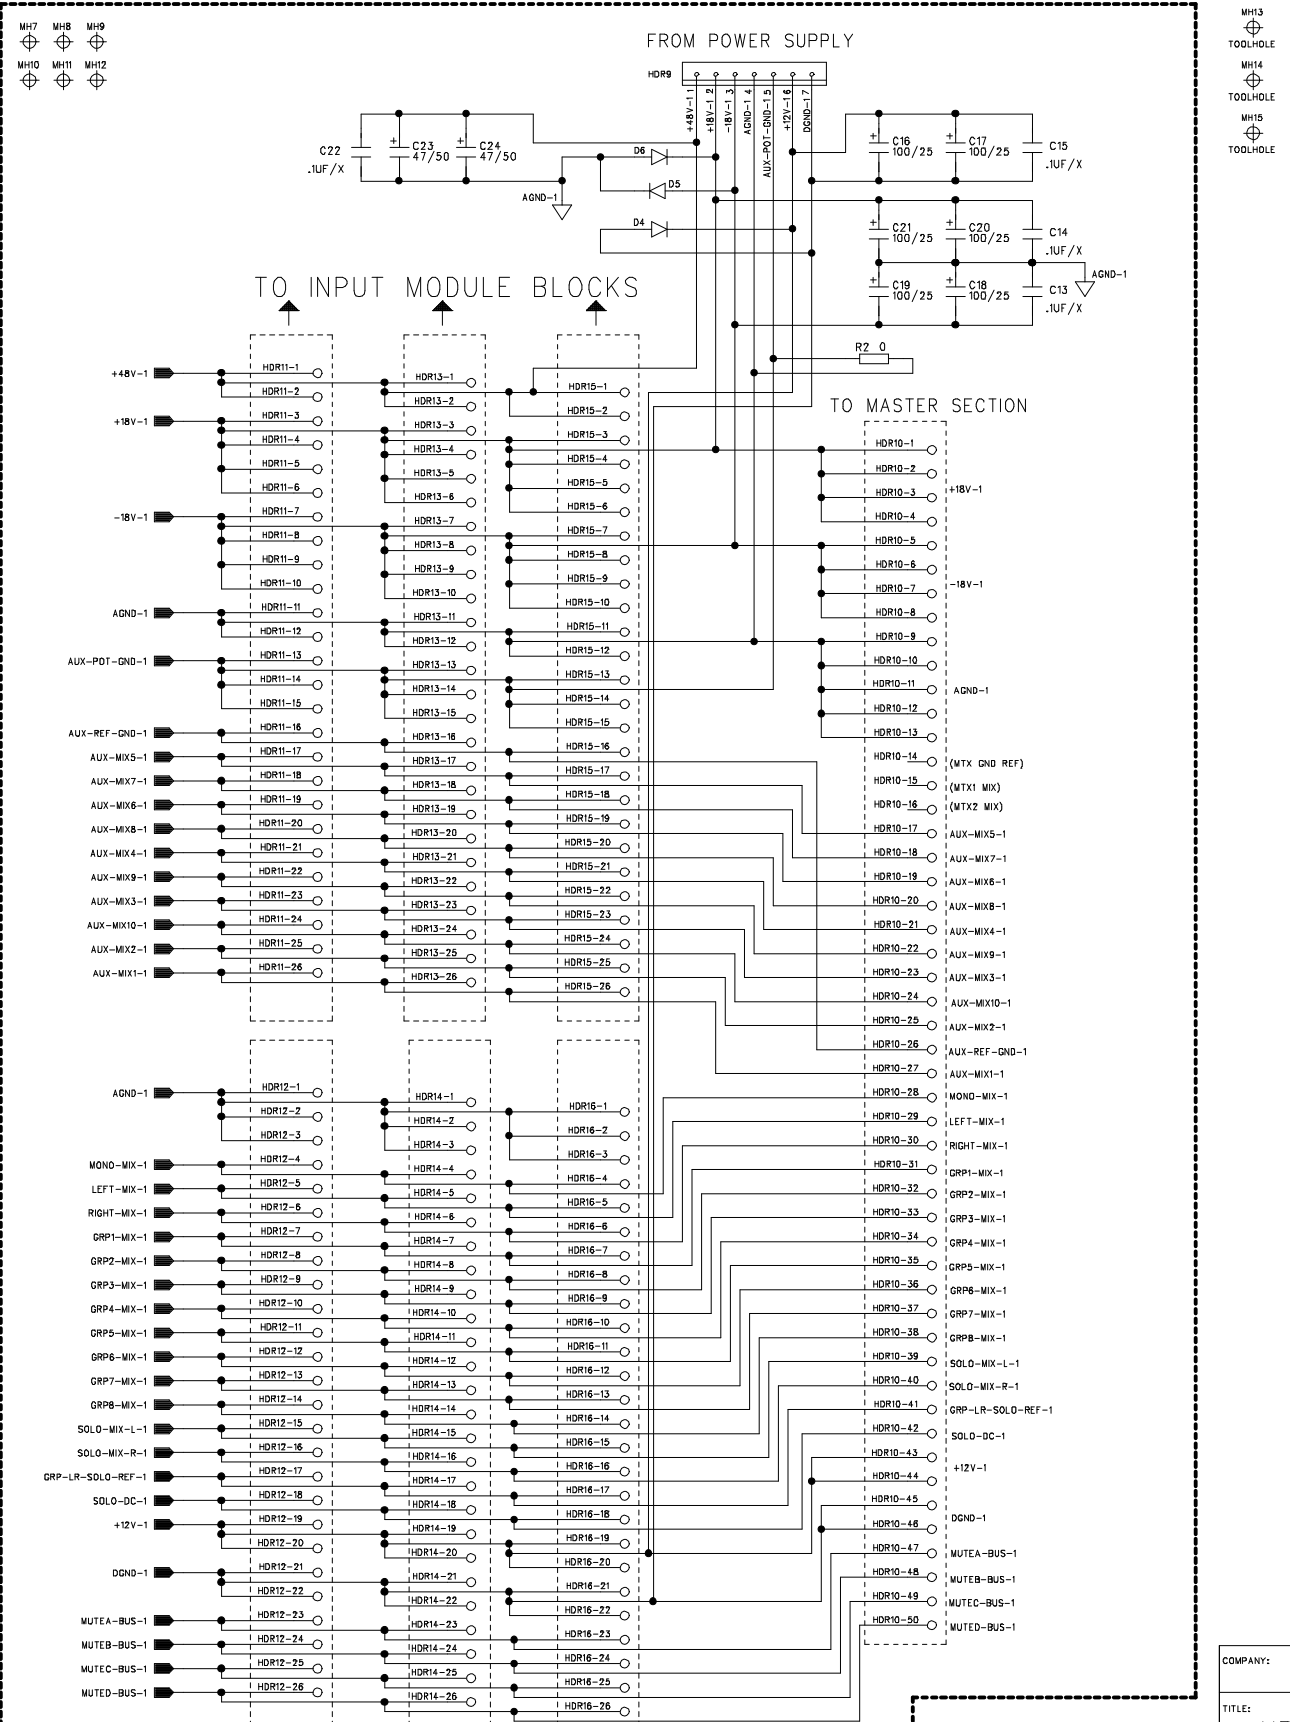 MH7 MH8 MH9
MH10 MH11 MH12
MH13
TOOLHOLE
MH14
TOOLHOLE
MH15
TOOLHOLE
FROM POWER SUPPLY
HDR9
+48V-1 1
+18V-1 2
-18V-1 3
AGND-1 4
AUX-POT-GND-1 5
+12V-1 6
DGND-1 7
C22
.1UF/X
+ C23
47/50
+ C24
47/50
AGND-1
D6
D5
D4
+ C16
100/25
+ C17
100/25
C15
.1UF/X
+ C21
100/25
+ C20
100/25
C14
.1UF/X
+ C19
100/25
+ C18
100/25
C13
.1UF/X
AGND-1
R2 0
TO INPUT MODULE BLOCKS
+48V-1
+18V-1
-18V-1
AGND-1
AUX-POT-GND-1
AUX-REF-GND-1
AUX-MIX5-1
AUX-MIX7-1
AUX-MIX6-1
AUX-MIX8-1
AUX-MIX4-1
AUX-MIX9-1
AUX-MIX3-1
AUX-MIX10-1
AUX-MIX2-1
AUX-MIX1-1
HDR11-1
HDR11-2
HDR11-3
HDR11-4
HDR11-5
HDR11-6
HDR11-7
HDR11-8
HDR11-9
HDR11-10
HDR11-11
HDR11-12
HDR11-13
HDR11-14
HDR11-15
HDR11-16
HDR11-17
HDR11-18
HDR11-19
HDR11-20
HDR11-21
HDR11-22
HDR11-23
HDR11-24
HDR11-25
HDR11-26
HDR13-1
HDR13-2
HDR13-3
HDR13-4
HDR13-5
HDR13-6
HDR13-7
HDR13-8
HDR13-9
HDR13-10
HDR13-11
HDR13-12
HDR13-13
HDR13-14
HDR13-15
HDR13-16
HDR13-17
HDR13-18
HDR13-19
HDR13-20
HDR13-21
HDR13-22
HDR13-23
HDR13-24
HDR13-25
HDR13-26
HDR15-1
HDR15-2
HDR15-3
HDR15-4
HDR15-5
HDR15-6
HDR15-7
HDR15-8
HDR15-9
HDR15-10
HDR15-11
HDR15-12
HDR15-13
HDR15-14
HDR15-15
HDR15-16
HDR15-17
HDR15-18
HDR15-19
HDR15-20
HDR15-21
HDR15-22
HDR15-23
HDR15-24
HDR15-25
HDR15-26
AGND-1
MONO-MIX-1
LEFT-MIX-1
RIGHT-MIX-1
GRP1-MIX-1
GRP2-MIX-1
GRP3-MIX-1
GRP4-MIX-1
GRP5-MIX-1
GRP6-MIX-1
GRP7-MIX-1
GRP8-MIX-1
SOLO-MIX-L-1
SOLO-MIX-R-1
GRP-LR-SOLO-REF-1
SOLO-DC-1
+12V-1
DGND-1
MUTEA-BUS-1
MUTEB-BUS-1
MUTEC-BUS-1
MUTED-BUS-1
HDR12-1
HDR12-2
HDR12-3
HDR12-4
HDR12-5
HDR12-6
HDR12-7
HDR12-8
HDR12-9
HDR12-10
HDR12-11
HDR12-12
HDR12-13
HDR12-14
HDR12-15
HDR12-16
HDR12-17
HDR12-18
HDR12-19
HDR12-20
HDR12-21
HDR12-22
HDR12-23
HDR12-24
HDR12-25
HDR12-26
HDR14-1
HDR14-2
HDR14-3
HDR14-4
HDR14-5
HDR14-6
HDR14-7
HDR14-8
HDR14-9
HDR14-10
HDR14-11
HDR14-12
HDR14-13
HDR14-14
HDR14-15
HDR14-16
HDR14-17
HDR14-18
HDR14-19
HDR14-20
HDR14-21
HDR14-22
HDR14-23
HDR14-24
HDR14-25
HDR14-26
HDR16-1
HDR16-2
HDR16-3
HDR16-4
HDR16-5
HDR16-6
HDR16-7
HDR16-8
HDR16-9
HDR16-10
HDR16-11
HDR16-12
HDR16-13
HDR16-14
HDR16-15
HDR16-16
HDR16-17
HDR16-18
HDR16-19
HDR16-20
HDR16-21
HDR16-22
HDR16-23
HDR16-24
HDR16-25
HDR16-26
TO MASTER SECTION
HDR10-1
HDR10-2
HDR10-3 +18V-1
HDR10-4
HDR10-5
HDR10-6
HDR10-7 -18V-1
HDR10-8
HDR10-9
HDR10-10
HDR10-11 AGND-1
HDR10-12
HDR10-13
HDR10-14 (MTX GND REF)
HDR10-15 (MTX1 MIX)
HDR10-16 (MTX2 MIX)
HDR10-17 AUX-MIX5-1
HDR10-18 AUX-MIX7-1
HDR10-19 AUX-MIX6-1
HDR10-20 AUX-MIX8-1
HDR10-21 AUX-MIX4-1
HDR10-22 AUX-MIX9-1
HDR10-23 AUX-MIX3-1
HDR10-24 AUX-MIX10-1
HDR10-25 AUX-MIX2-1
HDR10-26 AUX-REF-GND-1
HDR10-27 AUX-MIX1-1
HDR10-28 MONO-MIX-1
HDR10-29 LEFT-MIX-1
HDR10-30 RIGHT-MIX-1
HDR10-31 GRP1-MIX-1
HDR10-32 GRP2-MIX-1
HDR10-33 GRP3-MIX-1
HDR10-34 GRP4-MIX-1
HDR10-35 GRP5-MIX-1
HDR10-36 GRP6-MIX-1
HDR10-37 GRP7-MIX-1
HDR10-38 GRP8-MIX-1
HDR10-39 SOLO-MIX-L-1
HDR10-40 SOLO-MIX-R-1
HDR10-41 GRP-LR-SOLO-REF-1
HDR10-42 SOLO-DC-1
HDR10-43 +12V-1
HDR10-44
HDR10-45 DGND-1
HDR10-46
HDR10-47 MUTEA-BUS-1
HDR10-48 MUTEB-BUS-1
HDR10-49 MUTEC-BUS-1
HDR10-50 MUTED-BUS-1
COMPANY:
TITLE: